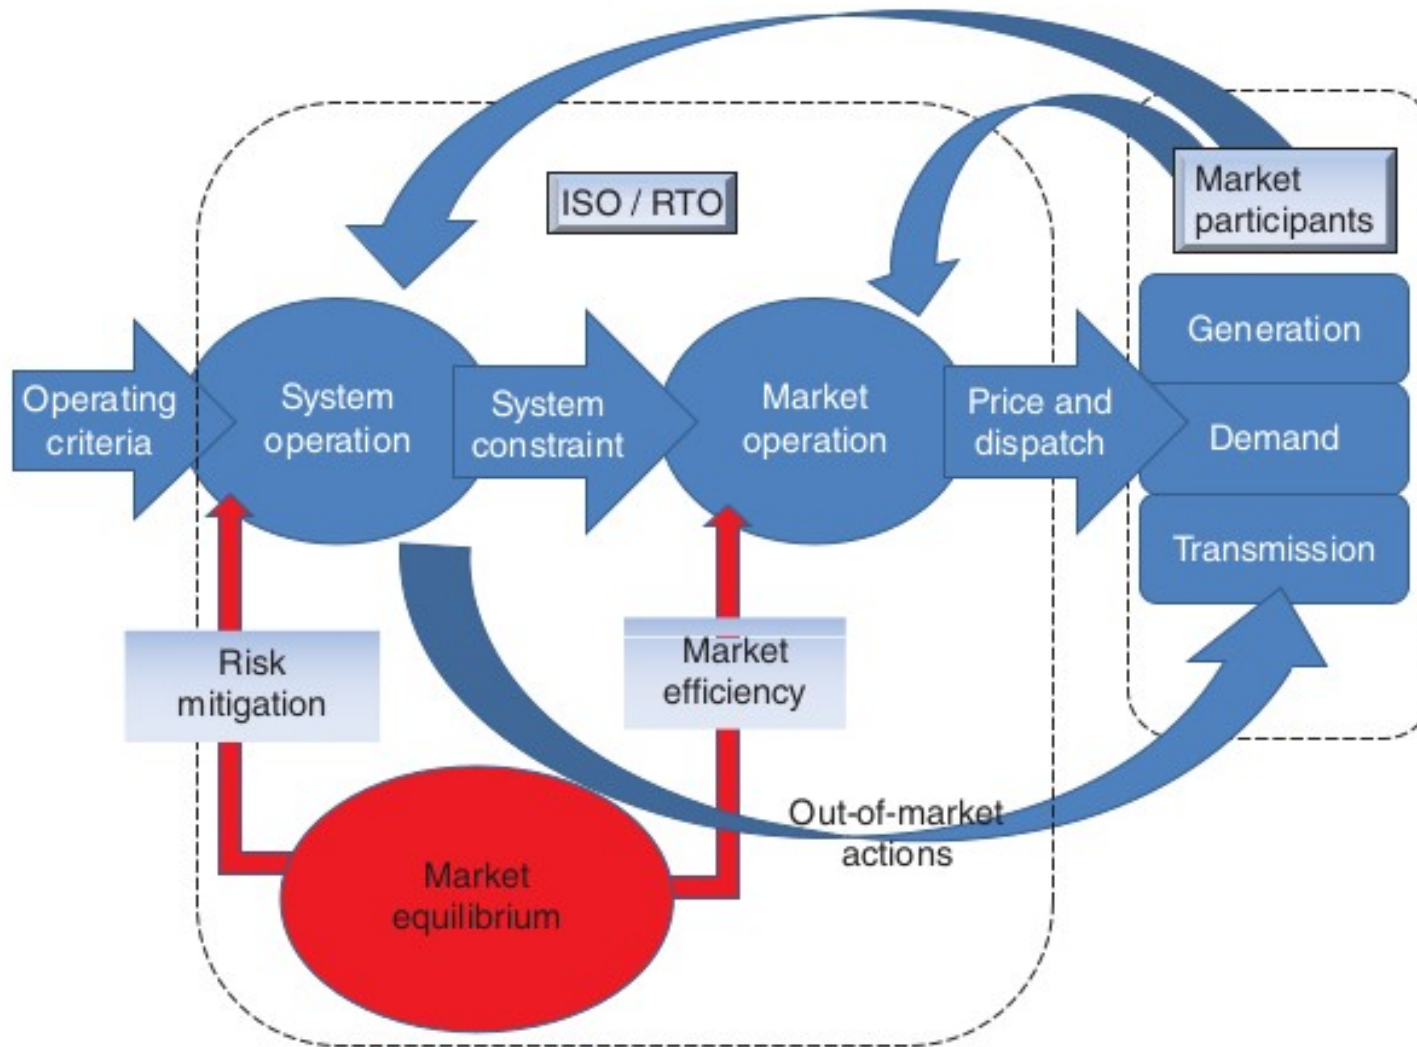 ISO / RTO
Market
participants
Generation
Operating
criteria
System
operation
System
constraint
Market
operation
Price and
dispatch
Demand
Transmission
Risk
mitigation
Market
efficiency
Out-of-market
actions
Market
equilibrium